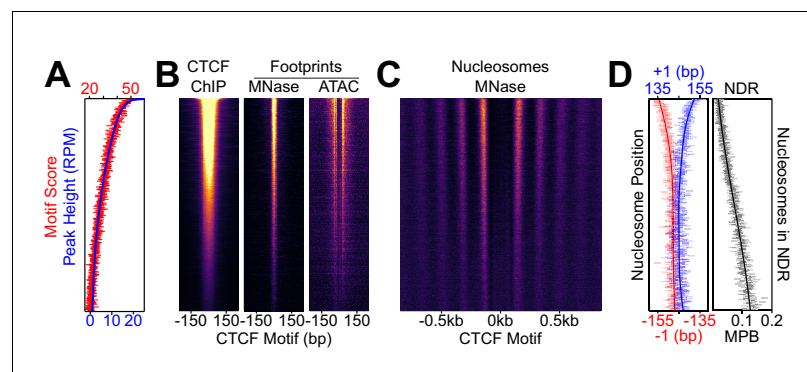 A
20 50
Motif Score
Peak Height (RPM)
0 10 20
B
CTCF
ChIP
Footprints
MNase ATAC
-150 150 -150 150 -150 150
CTCF Motif (bp)
C
Nucleosomes
MNase
-0.5kb 0kb 0.5kb
CTCF Motif
D
+1 (bp)
135 155
Nucleosome Position
-155 -135
-1 (bp)
NDR
Nucleosomes in NDR
0.1 0.2
MPB